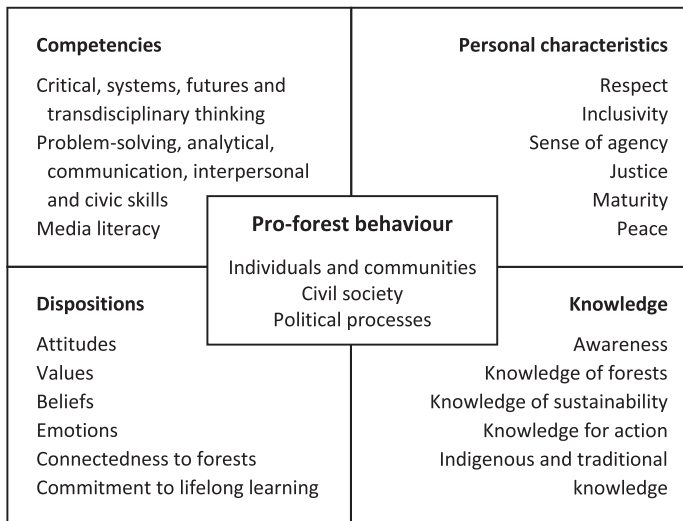 Competencies
Critical, systems, futures and
transdisciplinary thinking
Problem-solving, analytical,
communication, interpersonal
and civic skills
Media literacy
Personal characteristics
Respect
Inclusivity
Sense of agency
Justice
Maturity
Peace
Pro-forest behaviour
Individuals and communities
Civil society
Political processes
Dispositions
Attitudes
Values
Beliefs
Emotions
Connectedness to forests
Commitment to lifelong learning
Knowledge
Awareness
Knowledge of forests
Knowledge of sustainability
Knowledge for action
Indigenous and traditional
knowledge